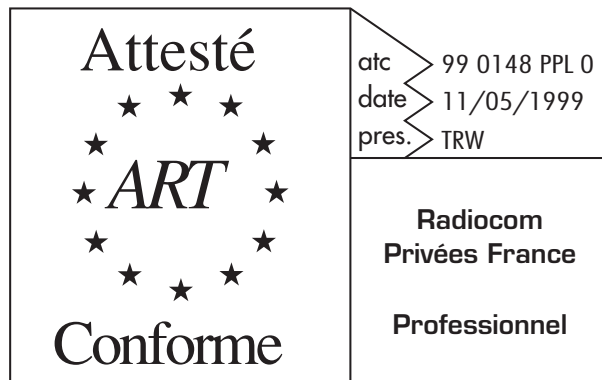 Attesté
ART
Conforme
atc 99 0148 PPL 0
date 11/05/1999
pres. TRW
Radiocom
Privées France
Professionnel